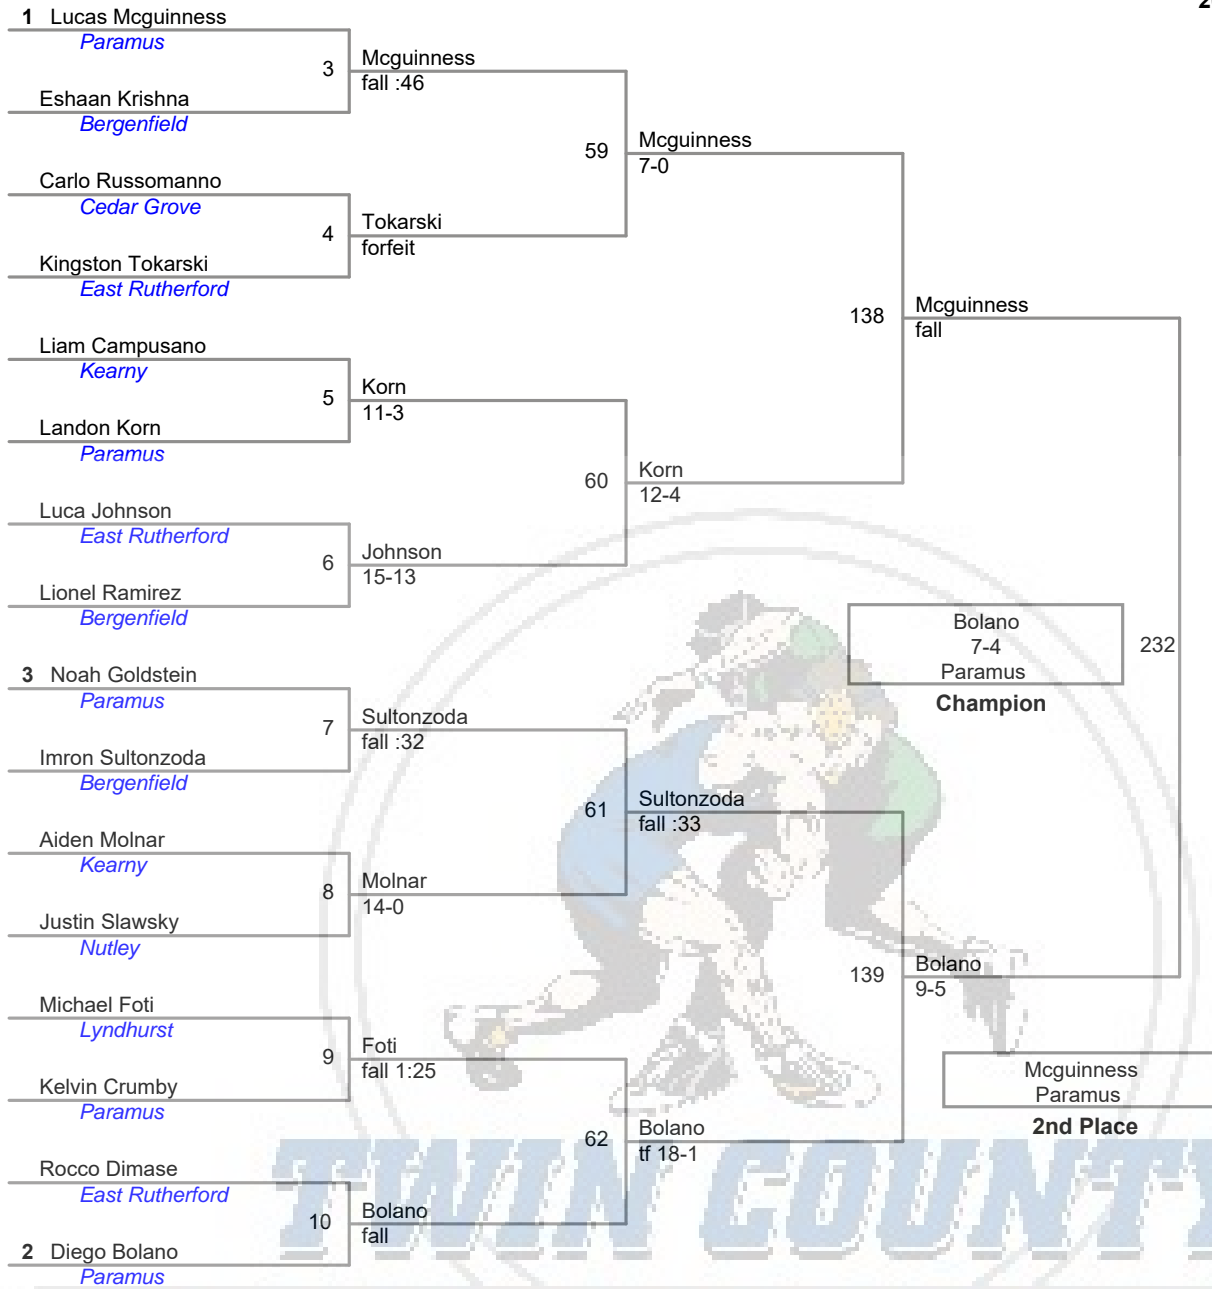 2
1 Lucas Mcguinness
Paramus
3
Mcguinness
fall :46
Eshaan Krishna
Bergenfield
59
Mcguinness
7-0
Carlo Russomanno
Cedar Grove
4
Tokarski
forfeit
Kingston Tokarski
East Rutherford
138
Mcguinness
fall
Liam Campusano
Kearny
5
Korn
11-3
Landon Korn
Paramus
60
Korn
12-4
Luca Johnson
East Rutherford
6
Johnson
15-13
Lionel Ramirez
Bergenfield
Bolano
7-4
Paramus
232
Champion
3 Noah Goldstein
Paramus
7
Sultonzoda
fall :32
Imron Sultonzoda
Bergenfield
61
Sultonzoda
fall :33
Aiden Molnar
Kearny
8
Molnar
14-0
Justin Slawsky
Nutley
139
Bolano
9-5
Michael Foti
Lyndhurst
9
Foti
fall 1:25
Kelvin Crumby
Paramus
Mcguinness
Paramus
2nd Place
62
Bolano
tf 18-1
Rocco Dimase
East Rutherford
10
Bolano
fall
2 Diego Bolano
Paramus
TWIN COUNTY